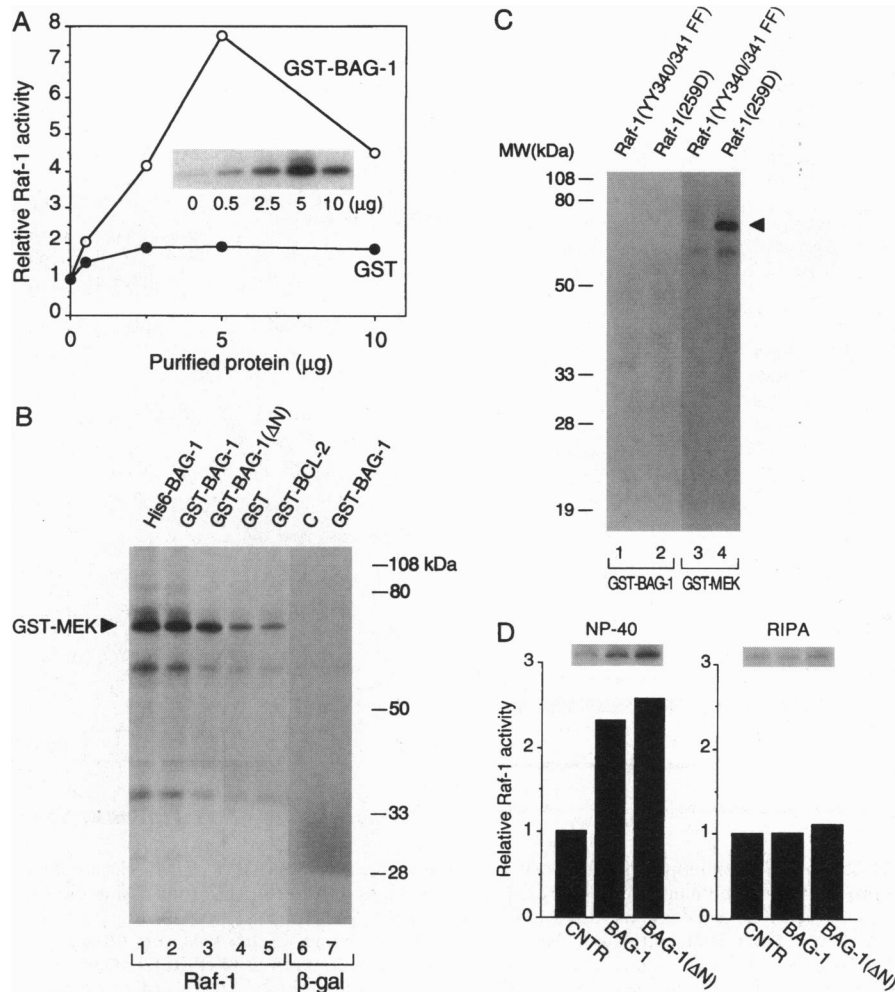 A
Relative Raf-1 activity
8
7
6
5
4
3
2
1
0
GST-BAG-1
0 0.5 2.5 5 10 (µg)
GST
0 5 10
Purified protein (µg)
B
His6-BAG-1
GST-BAG-1
GST-BAG-1(ΔN)
GST
GST-BCL-2
C
GST-BAG-1
GST-MEK
108 kDa
80
50
33
28
1 2 3 4 5 6 7
Raf-1 β-gal
C
Raf-1(YY340/341 FF)
Raf-1(259D)
Raf-1(YY340/341 FF)
Raf-1(259D)
MW(kDa)
108
80
50
33
28
19
1 2 3 4
GST-BAG-1 GST-MEK
D
NP-40
Relative Raf-1 activity
3
2
1
0
CNTR
BAG-1
BAG-1(ΔN)
RIPA
3
2
1
0
CNTR
BAG-1
BAG-1(ΔN)